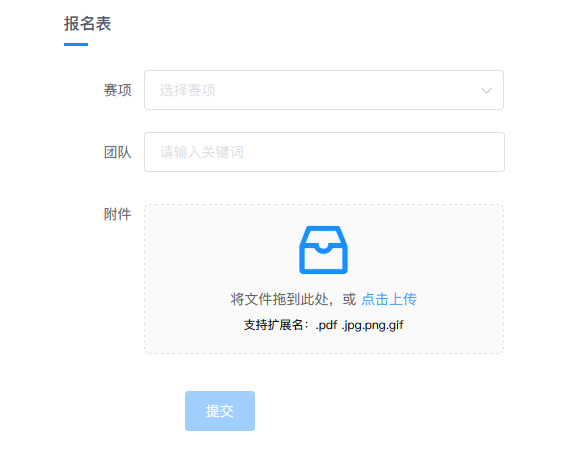 报名表
赛项 选择赛项
团队 请输入关键词
附件
将文件拖到此处，或 点击上传
支持扩展名：.pdf .jpg.png.gif
提交